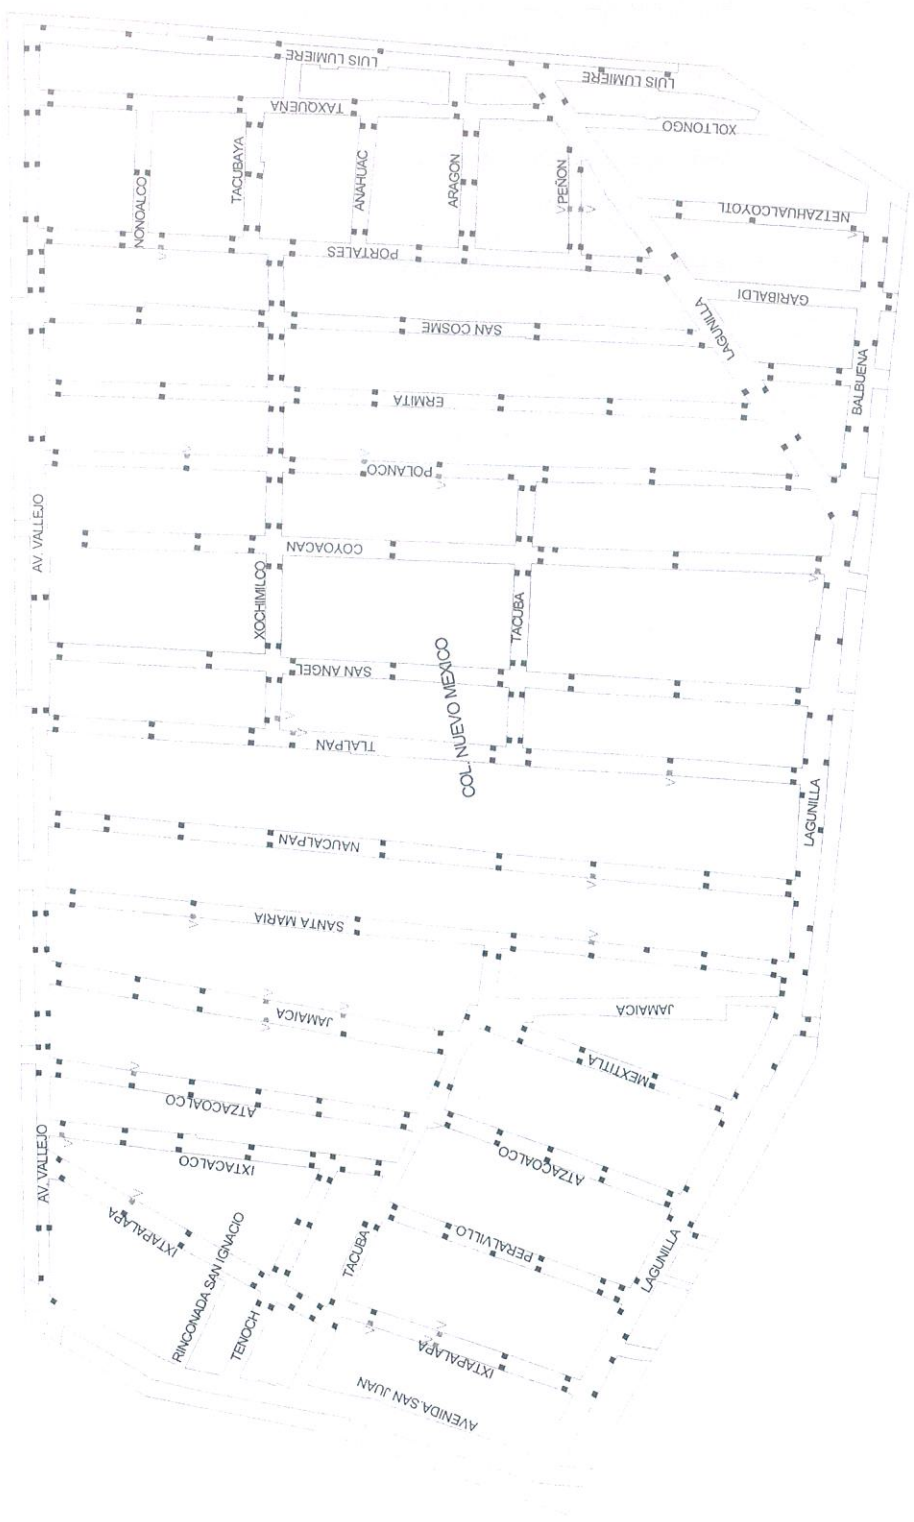 LUIS LUMIERE
LUIS LUMIERE
TAXQUEÑA
XOLTONGO
NONOALCO
TACUBAYA
ANAHUAC
ARAGON
PEÑON
NETZAHUALCOYOTL
PORTALES
GARIBALDI
SAN COSME
LAGUNILLA
ERMITA
BALBUENA
POLANCO
AV. VALLEJO
COYOACAN
XOCHIMILCO
TACUBA
SAN ANGEL
COL. NUEVO MEXICO
TLALPAN
LAGUNILLA
NAUCALPAN
SANTA MARIA
JAMAICA
JAMAICA
MEXTITLA
ATZACOALCO
ATZACOALCO
AV. VALLEJO
IXTACALCO
IXTAPALAPA
RINCONADA SAN IGNACIO
TACUBA
PERALVILLO
LAGUNILLA
TENOCH
IXTAPALAPA
AVENIDA SAN JUAN